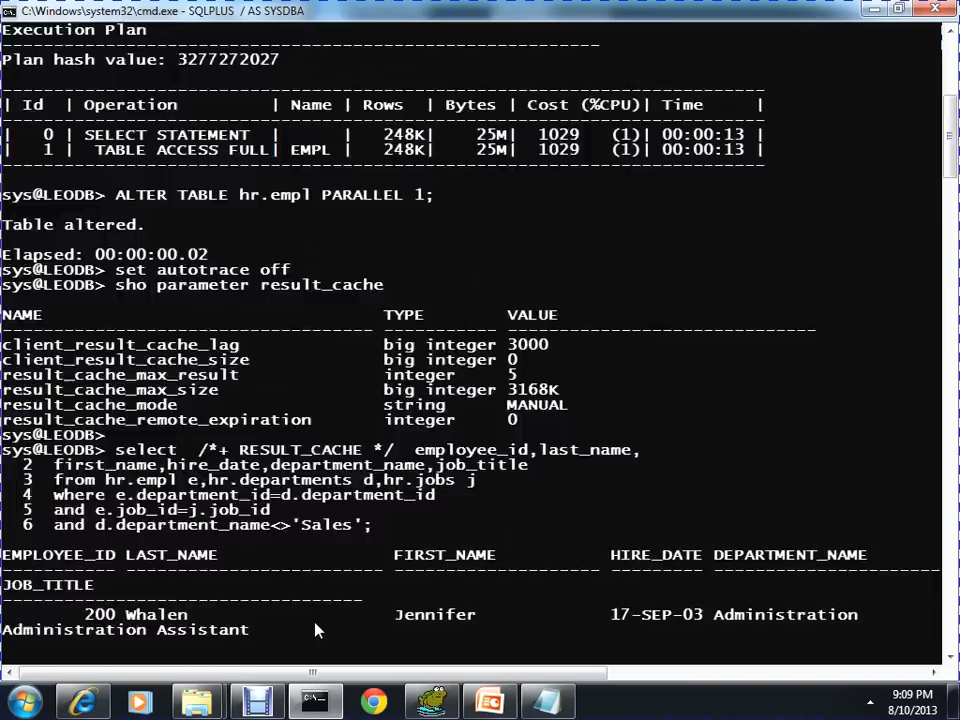 C:\Windows\system32\cmd.exe - SQLPLUS / AS SYSDBA
Execution Plan
----------------------------------------------------------
Plan hash value: 3277272027
--------------------------------------------------------------------------
| Id  | Operation         | Name | Rows  | Bytes | Cost (%CPU)| Time     |
--------------------------------------------------------------------------
|   0 | SELECT STATEMENT  |      |   248K|    25M|  1029   (1)| 00:00:13 |
|   1 |  TABLE ACCESS FULL| EMPL |   248K|    25M|  1029   (1)| 00:00:13 |
--------------------------------------------------------------------------
sys@LEODB> ALTER TABLE hr.empl PARALLEL 1;
Table altered.
Elapsed: 00:00:00.02
sys@LEODB> set autotrace off
sys@LEODB> sho parameter result_cache
NAME                                 TYPE        VALUE
------------------------------------ ----------- ------------------------------
client_result_cache_lag              big integer 3000
client_result_cache_size             big integer 0
result_cache_max_result              integer     5
result_cache_max_size                big integer 3168K
result_cache_mode                    string      MANUAL
result_cache_remote_expiration       integer     0
sys@LEODB>
sys@LEODB> select  /*+ RESULT_CACHE */  employee_id,last_name,
  2  first_name,hire_date,department_name,job_title
  3  from hr.empl e,hr.departments d,hr.jobs j
  4  where e.department_id=d.department_id
  5  and e.job_id=j.job_id
  6  and d.department_name<>'Sales';
EMPLOYEE_ID LAST_NAME                 FIRST_NAME           HIRE_DATE DEPARTMENT_NAME
----------- ------------------------- -------------------- --------- ----------------------
JOB_TITLE
-----------------------------------
        200 Whalen                    Jennifer             17-SEP-03 Administration
Administration Assistant
9:09 PM
8/10/2013